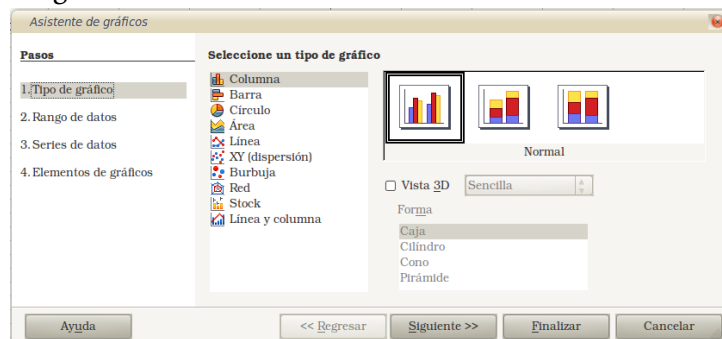 Asistente de gráficos
Pasos
1. Tipo de gráfico
2. Rango de datos
3. Series de datos
4. Elementos de gráficos
Seleccione un tipo de gráfico
Columna
Barra
Círculo
Área
Línea
XY (dispersión)
Burbuja
Red
Stock
Línea y columna
Normal
Vista 3D
Sencilla
Forma
Caja
Cilindro
Cono
Pirámide
Ayuda
<< Regresar
Siguiente >>
Finalizar
Cancelar